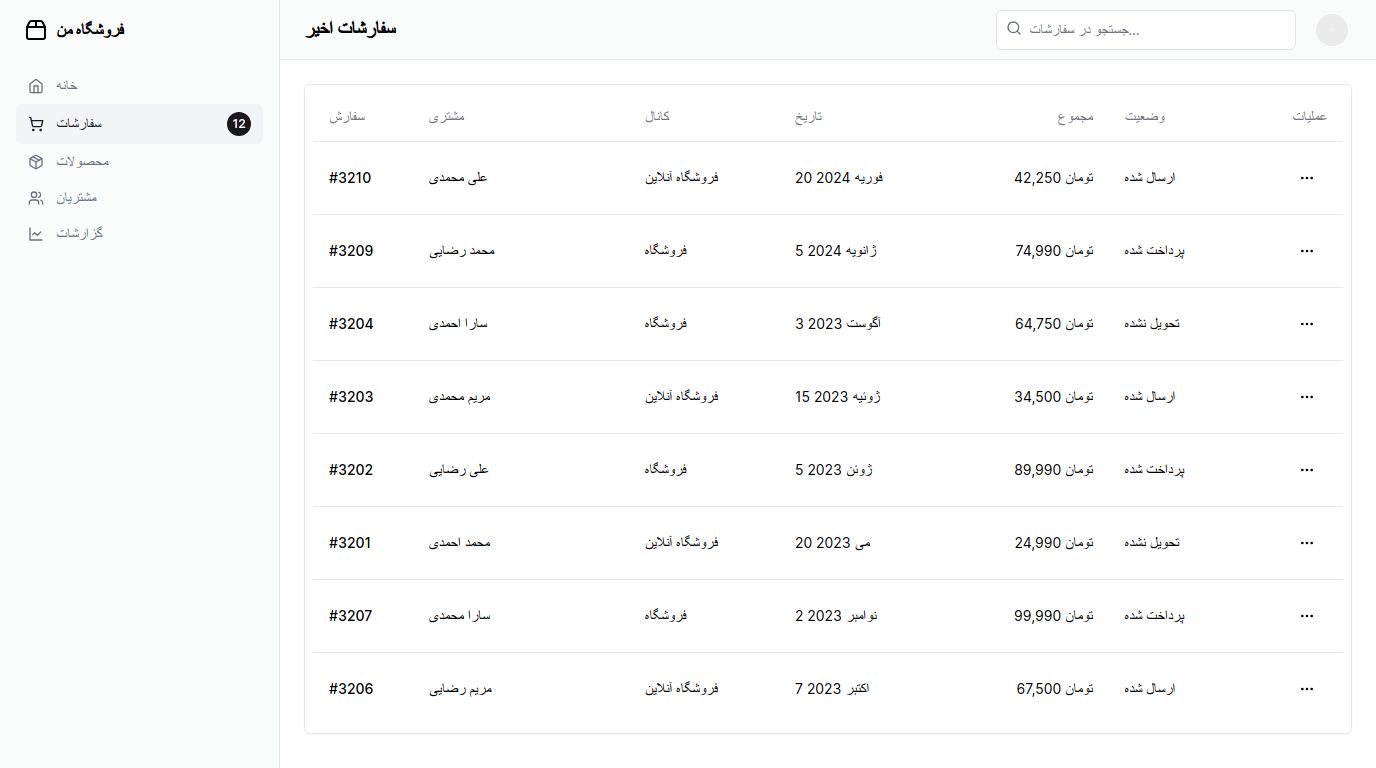 فروشگاه من
خانه
سفارشات 12
محصولات
مشتریان
گزارشات
سفارشات اخیر
جستجو در سفارشات...
سفارش مشتری کانال تاریخ مجموع وضعیت عملیات
#3210 علی محمدی فروشگاه آنلاین 20 فوریه 2024 42,250 تومان ارسال شده
#3209 محمد رضایی فروشگاه 5 ژانویه 2024 74,990 تومان پرداخت شده
#3204 سارا احمدی فروشگاه 3 آگوست 2023 64,750 تومان تحویل نشده
#3203 مریم محمدی فروشگاه آنلاین 15 ژوئیه 2023 34,500 تومان ارسال شده
#3202 علی رضایی فروشگاه 5 ژوئن 2023 89,990 تومان پرداخت شده
#3201 محمد احمدی فروشگاه آنلاین 20 می 2023 24,990 تومان تحویل نشده
#3207 سارا محمدی فروشگاه 2 نوامبر 2023 99,990 تومان پرداخت شده
#3206 مریم رضایی فروشگاه آنلاین 7 اکتبر 2023 67,500 تومان ارسال شده